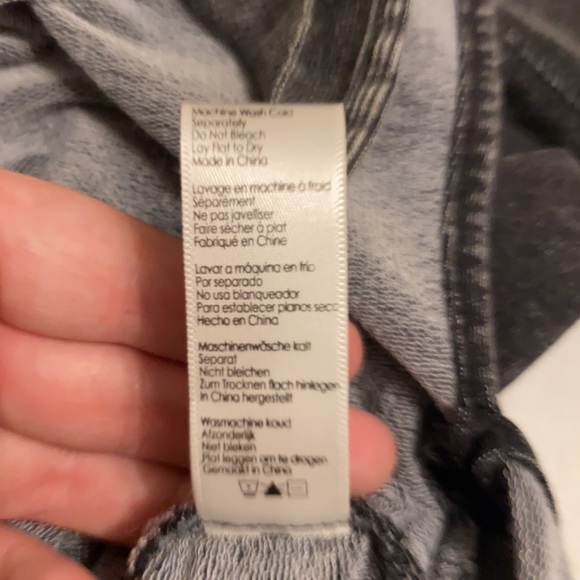 Machine Wash Cold
Separately
Do Not Bleach
Lay Flat to Dry
Made in China
Lavage en machine à froid
Séparément
Ne pas javelliser
Faire sécher à plat
Fabriqué en Chine
Lavar a máquina en frío
Por separado
No usa blanqueador
Para establecer planos seco
Hecho en China
Maschinenwäsche kalt
Separat
Nicht bleichen
Zum Trocknen flach hinlegen
In China hergestellt
Wasmachine koud
Afzonderlijk
Niet bleken
Plat leggen om te drogen
Gemaakt in China